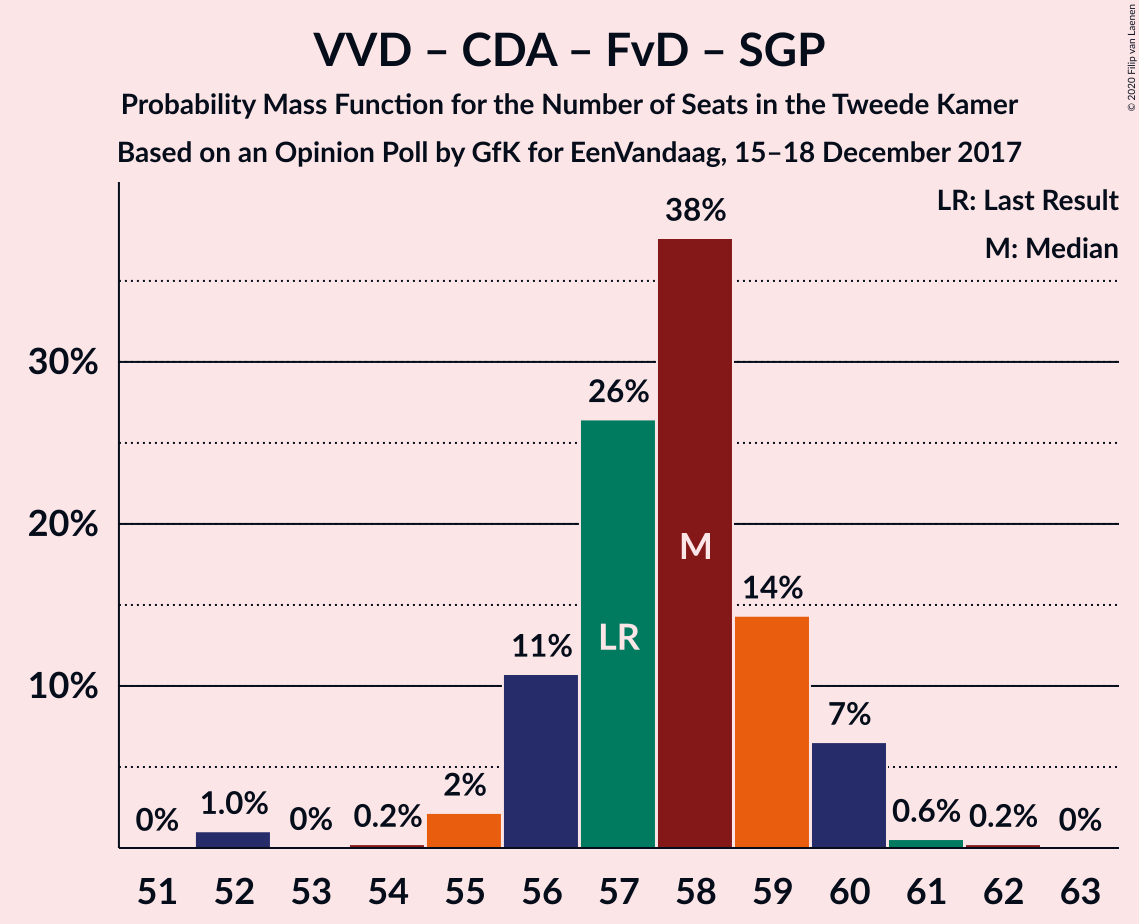 VVD – CDA – FvD – SGP
Probability Mass Function for the Number of Seats in the Tweede Kamer
Based on an Opinion Poll by GfK for EenVandaag, 15–18 December 2017
© 2020 Filip van Laenen
LR: Last Result
M: Median
38%
30%
26%
20%
M
14%
LR
11%
10%
7%
2%
1.0%
0%
0%
0.2%
0.6%
0.2%
0%
51 52 53 54 55 56 57 58 59 60 61 62 63